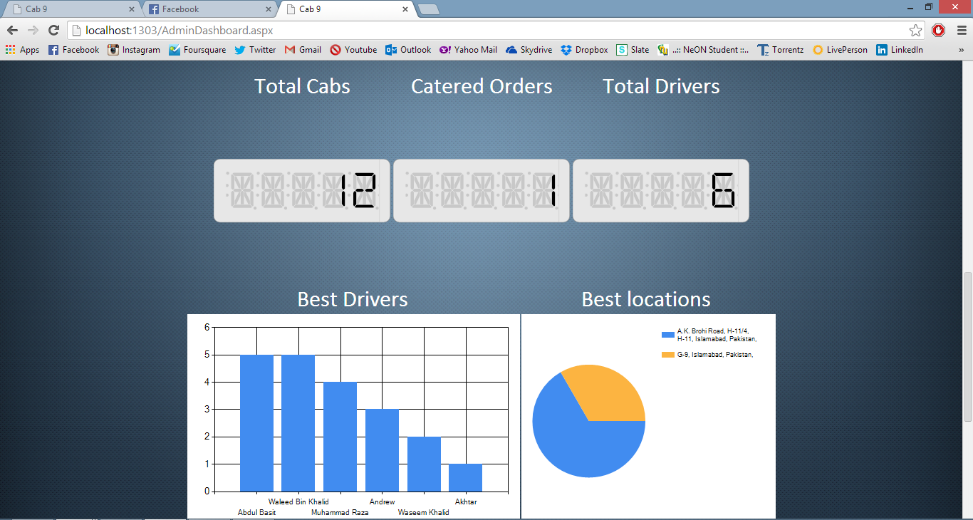 Cab 9
Facebook
Cab 9
localhost:1303/AdminDashboard.aspx
Apps Facebook Instagram Foursquare Twitter Gmail Youtube Outlook Yahoo Mail Skydrive Dropbox Slate ..:: NeON Student ::.. Torrentz LivePerson LinkedIn »
Total Cabs Catered Orders Total Drivers
12 1 6
Best Drivers Best locations
6
5
4
3
2
1
0
Waleed Bin Khalid Andrew Akhtar
Abdul Basit Muhammad Raza Waseem Khalid
A.K. Brohi Road, H-11/4,
H-11, Islamabad, Pakistan,
G-9, Islamabad, Pakistan,